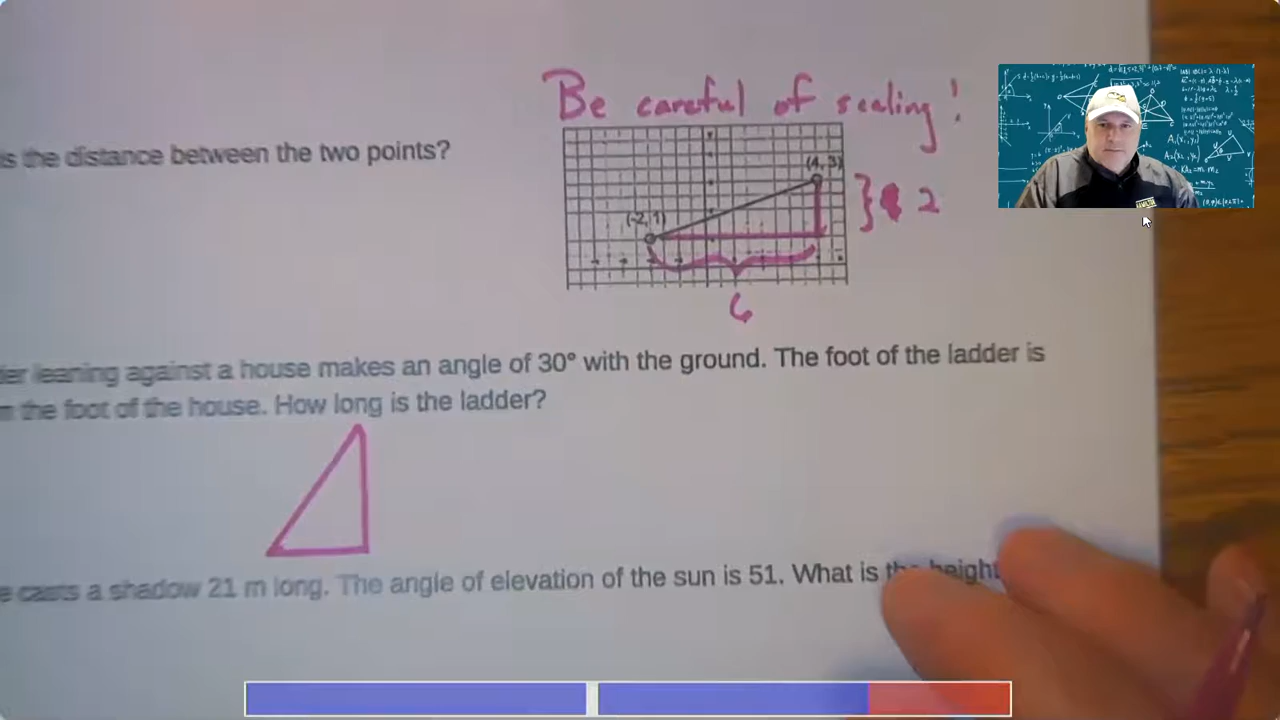 Be careful of scaling!
is the distance between the two points?
(4, 3)
(-2, 1)
2
6
leaning against a house makes an angle of 30° with the ground. The foot of the ladder is
the foot of the house. How long is the ladder?
casts a shadow 21 m long. The angle of elevation of the sun is 51. What is the height